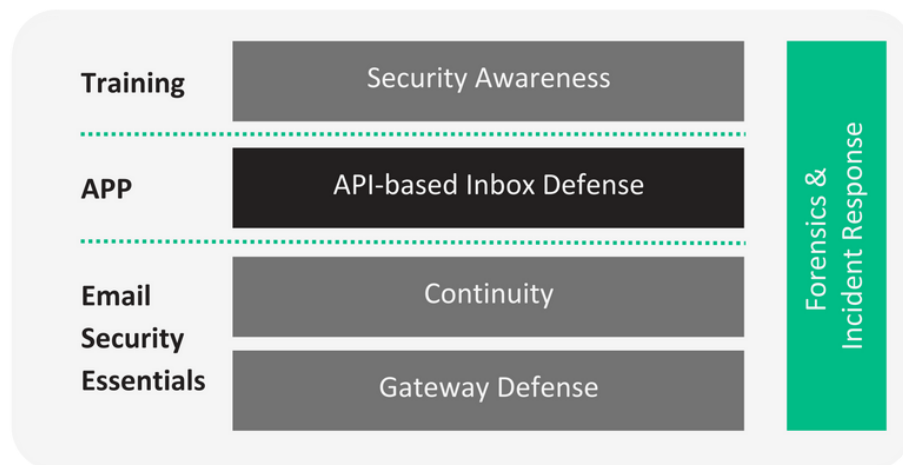 Training
Security Awareness
APP
API-based Inbox Defense
Email
Security
Essentials
Continuity
Gateway Defense
Forensics &
Incident Response